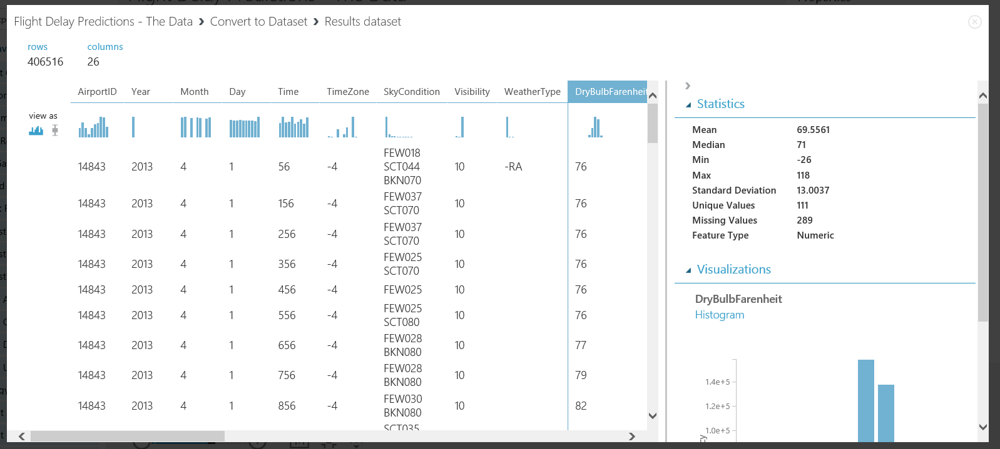 Flight Delay Predictions - The Data › Convert to Dataset › Results dataset
rows columns
406516 26
AirportID Year Month Day Time TimeZone SkyCondition Visibility WeatherType DryBulbFarenheit
view as
14843 2013 4 1 56 -4 FEW018 SCT044 BKN070 10 -RA 76
14843 2013 4 1 156 -4 FEW037 SCT070 10 76
14843 2013 4 1 256 -4 FEW037 SCT070 10 76
14843 2013 4 1 356 -4 FEW025 SCT070 10 76
14843 2013 4 1 456 -4 FEW025 10 76
14843 2013 4 1 556 -4 FEW025 SCT080 10 76
14843 2013 4 1 656 -4 FEW028 BKN080 10 77
14843 2013 4 1 756 -4 FEW028 BKN080 10 79
14843 2013 4 1 856 -4 FEW030 BKN080 10 82
SCT035
Statistics
Mean 69.5561
Median 71
Min -26
Max 118
Standard Deviation 13.0037
Unique Values 111
Missing Values 289
Feature Type Numeric
Visualizations
DryBulbFarenheit
Histogram
1.4e+5
1.2e+5
1.0e+5